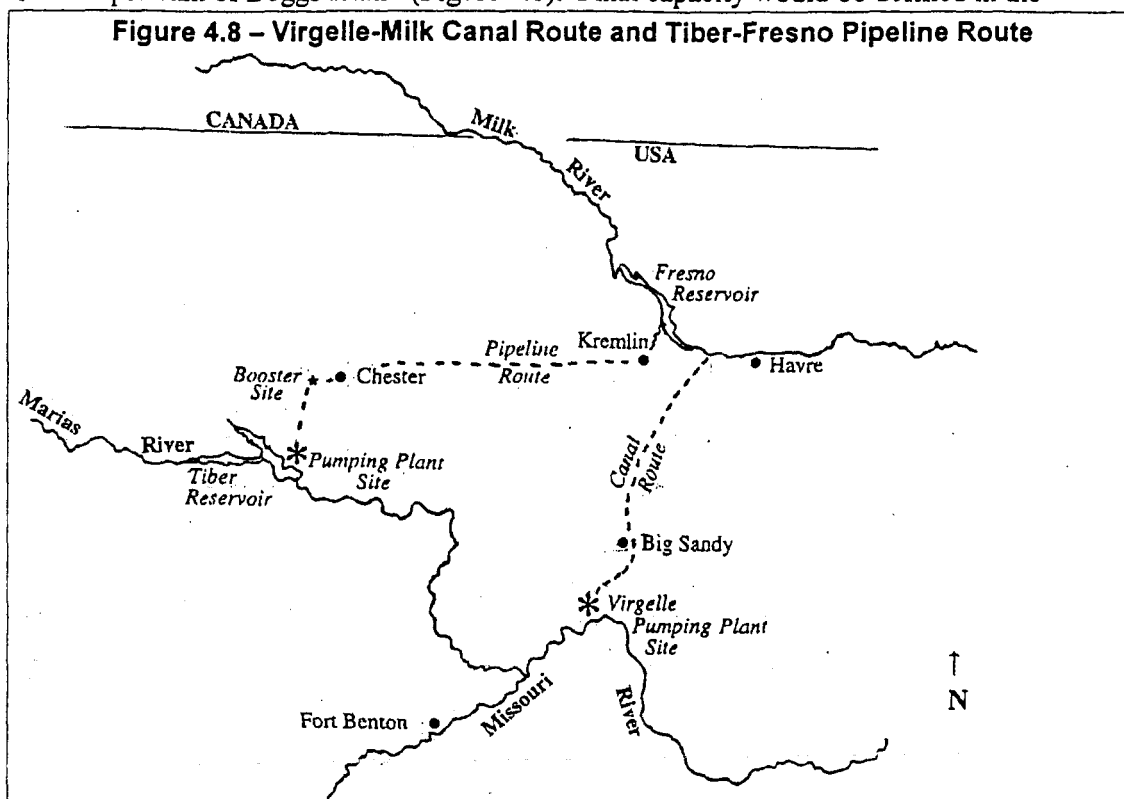 Figure 4.8 – Virgelle-Milk Canal Route and Tiber-Fresno Pipeline Route
CANADA
Milk
River
USA
Fresno
Reservoir
Kremlin
Pipeline
Route
Havre
Booster
Site
Chester
Marias
River
Tiber
Reservoir
Pumping Plant
Site
Canal
Route
Big Sandy
Virgelle
Pumping Plant
Site
Missouri
River
Fort Benton
N